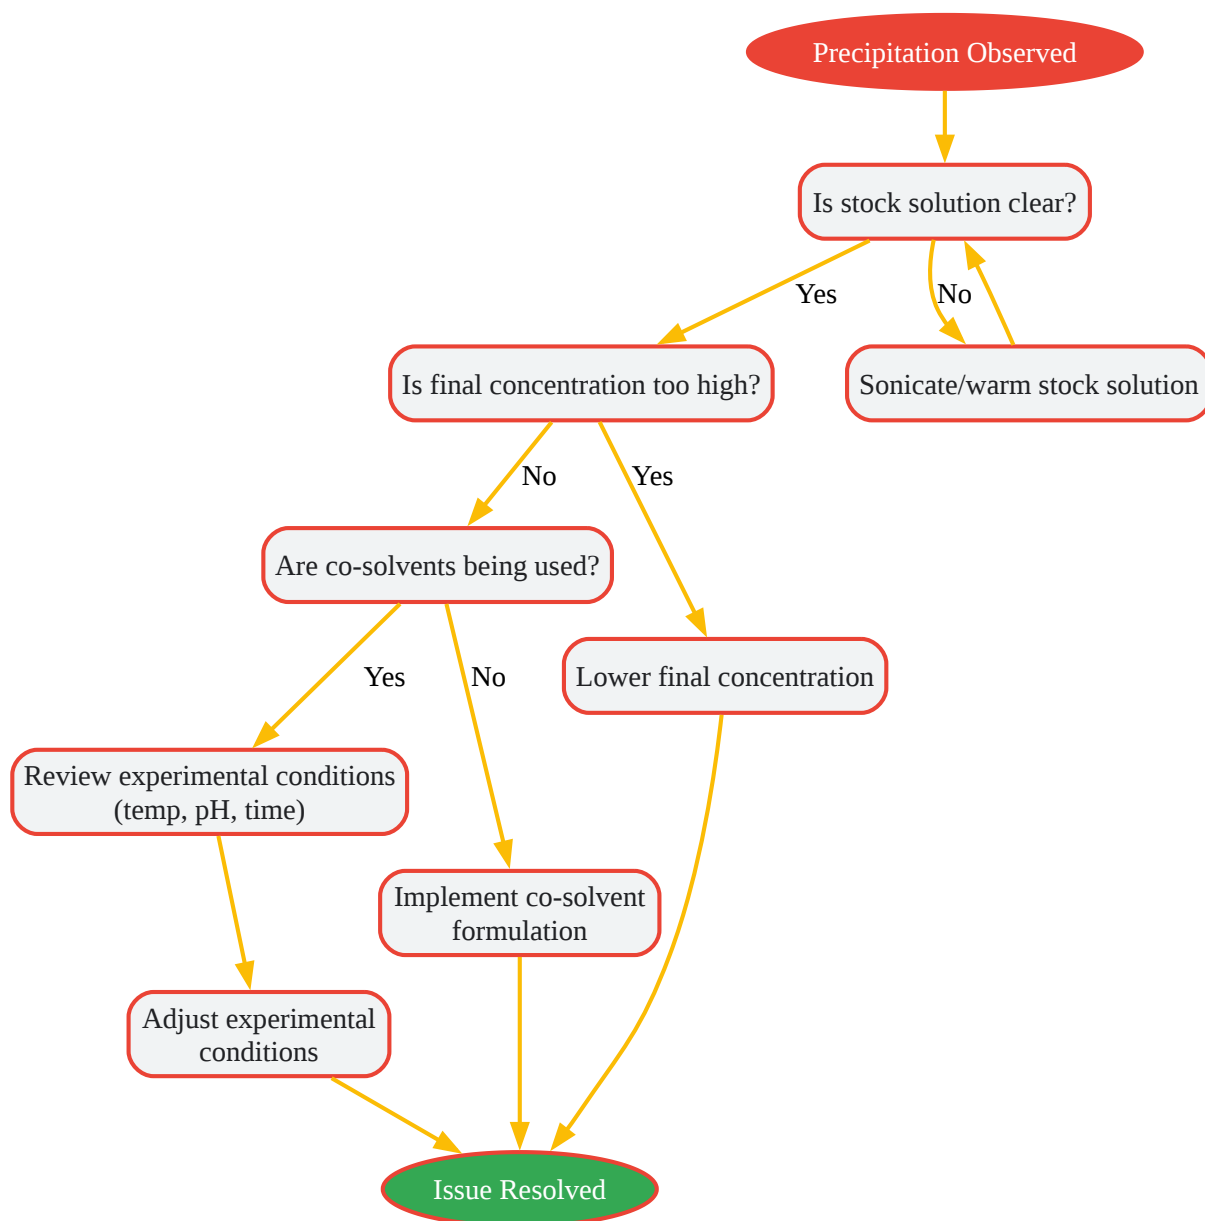 Precipitation Observed
Is stock solution clear?
Yes
No
Is final concentration too high?
Sonicate/warm stock solution
No
Yes
Are co-solvents being used?
Yes
No
Lower final concentration
Review experimental conditions
(temp, pH, time)
Implement co-solvent
formulation
Adjust experimental
conditions
Issue Resolved